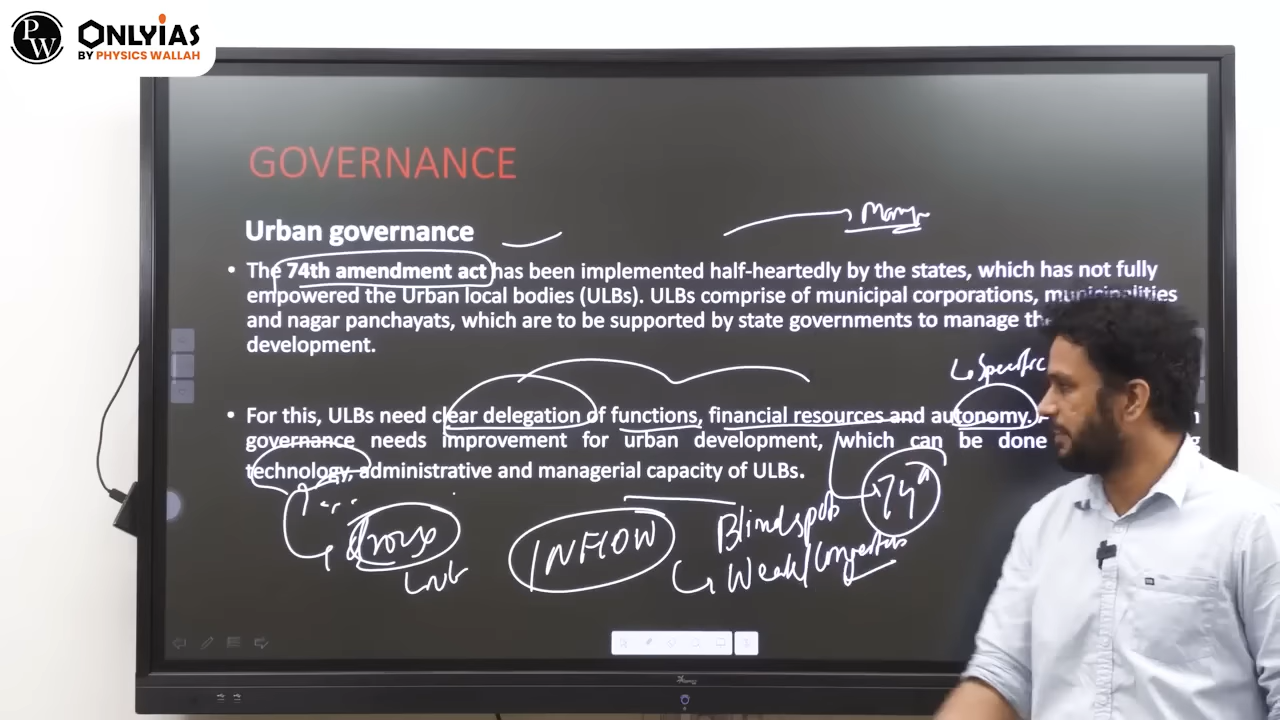 PW
ONLYIAS
BY PHYSICS WALLAH
GOVERNANCE
Urban governance
• The 74th amendment act has been implemented half-heartedly by the states, which has not fully
empowered the Urban local bodies (ULBs). ULBs comprise of municipal corporations, municipalities
and nagar panchayats, which are to be supported by state governments to manage
development.
Specific
• For this, ULBs need clear delegation of functions, financial resources and autonomy.
governance needs improvement for urban development, which can be done
technology, administrative and managerial capacity of ULBs.
74th
INFLOW
Blindspots
Weak/Congestion